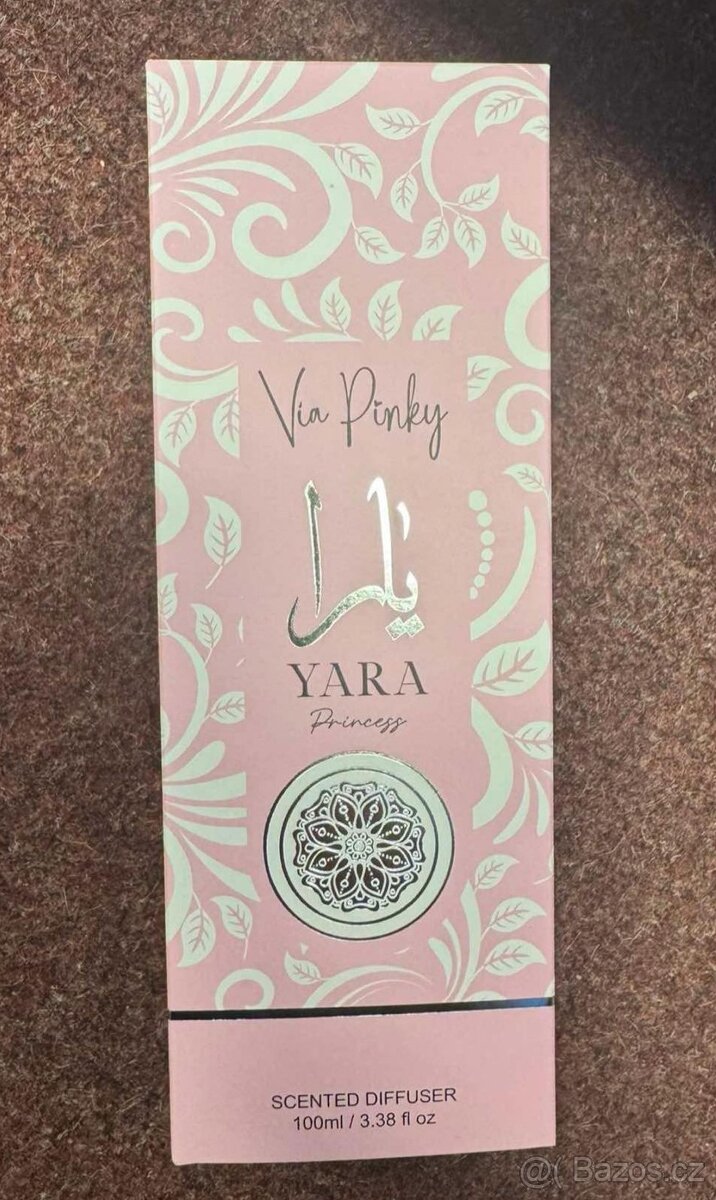 Via Pinky
يارا
YARA
Princess
SCENTED DIFFUSER
100ml / 3.38 fl oz
@( Bazos.cz